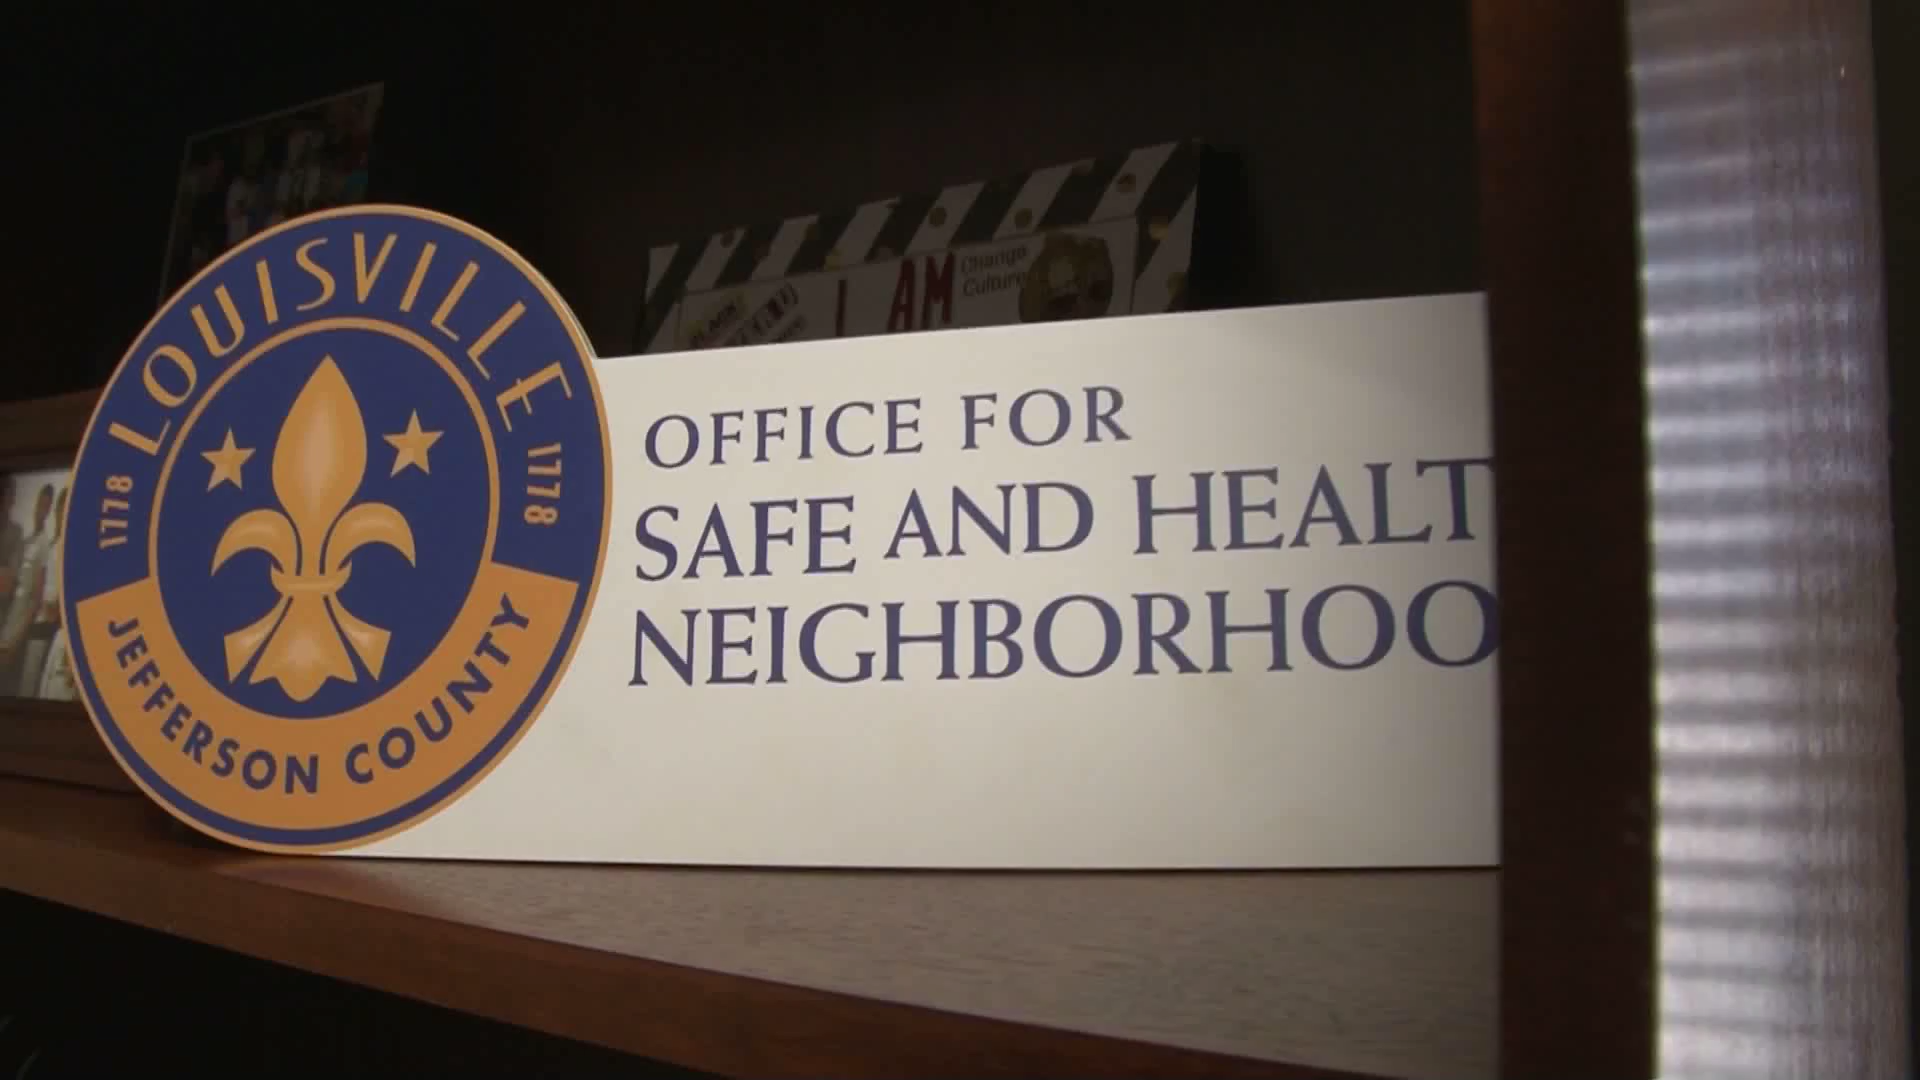 LOUISVILLE
1778
1778
JEFFERSON COUNTY
OFFICE FOR
SAFE AND HEALT
NEIGHBORHOO
I AM
Change
Culture